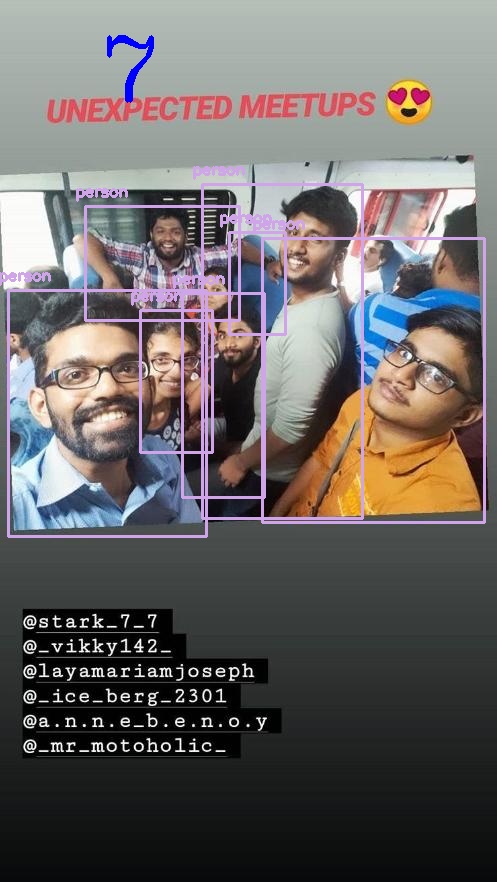 7
UNEXPECTED MEETUPS 😍
person
person
person
person
person
person
person
@stark_7_7
@_vikky142_
@layamariamjoseph
@_ice_berg_2301
@a.n.n.e_b.e.n.o.y
@_mr_motoholic_